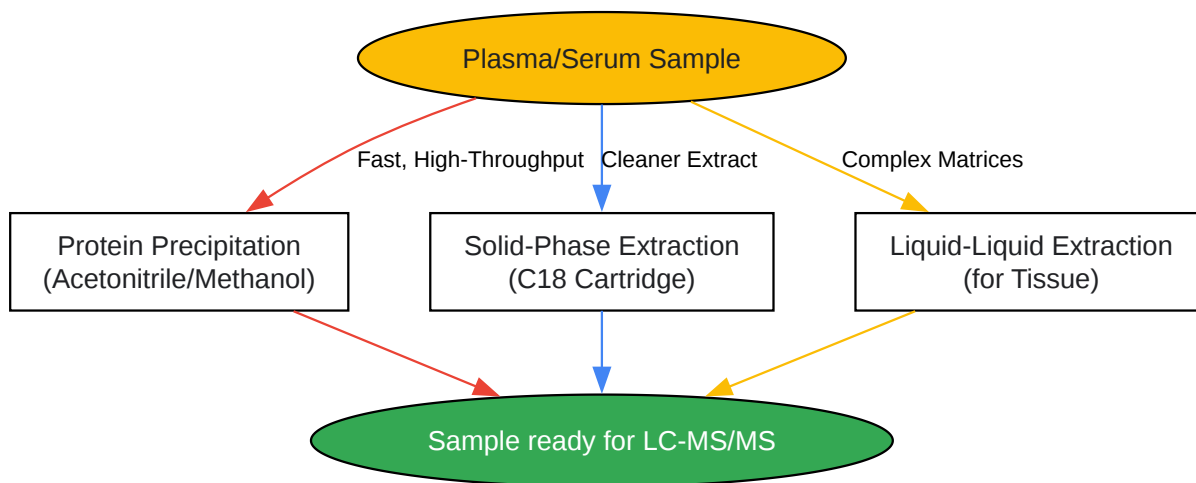 Plasma/Serum Sample
Fast, High-Throughput
Cleaner Extract
Complex Matrices
Protein Precipitation
(Acetonitrile/Methanol)
Solid-Phase Extraction
(C18 Cartridge)
Liquid-Liquid Extraction
(for Tissue)
Sample ready for LC-MS/MS